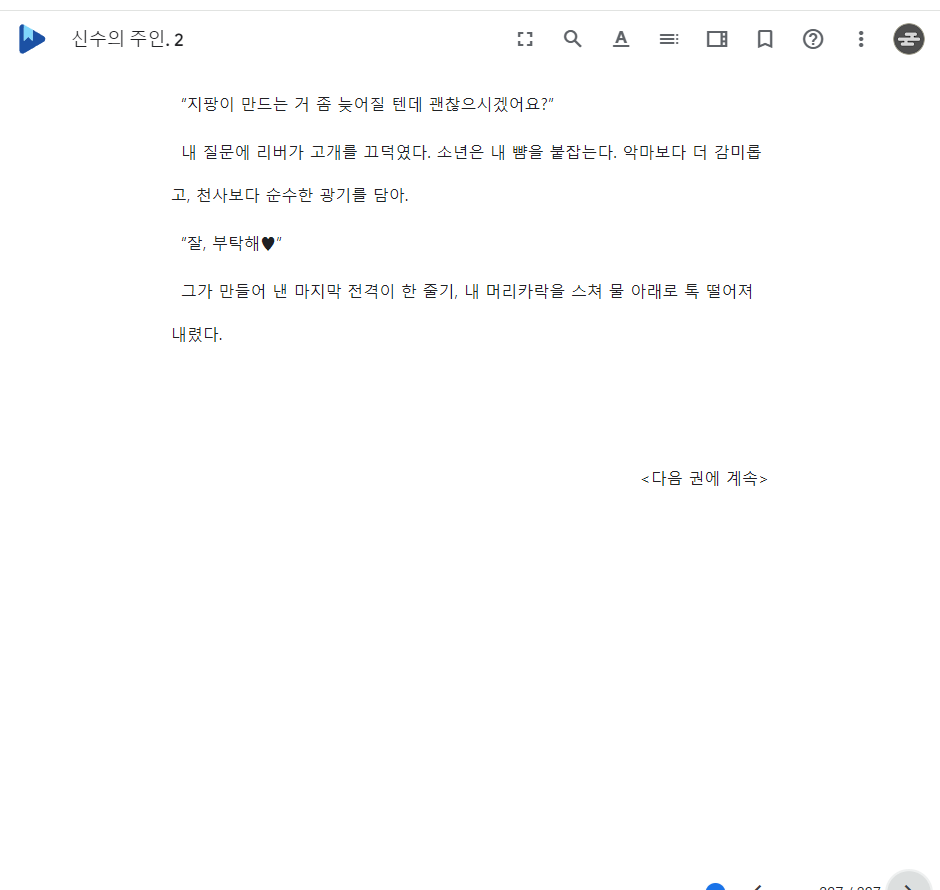 신수의 주인. 2
"지팡이 만드는 거 좀 늦어질 텐데 괜찮으시겠어요?"
내 질문에 리버가 고개를 끄덕였다. 소년은 내 뺨을 붙잡는다. 악마보다 더 감미롭
고, 천사보다 순수한 광기를 담아.
"잘, 부탁해♥"
그가 만들어 낸 마지막 전격이 한 줄기, 내 머리카락을 스쳐 물 아래로 톡 떨어져
내렸다.
<다음 권에 계속>